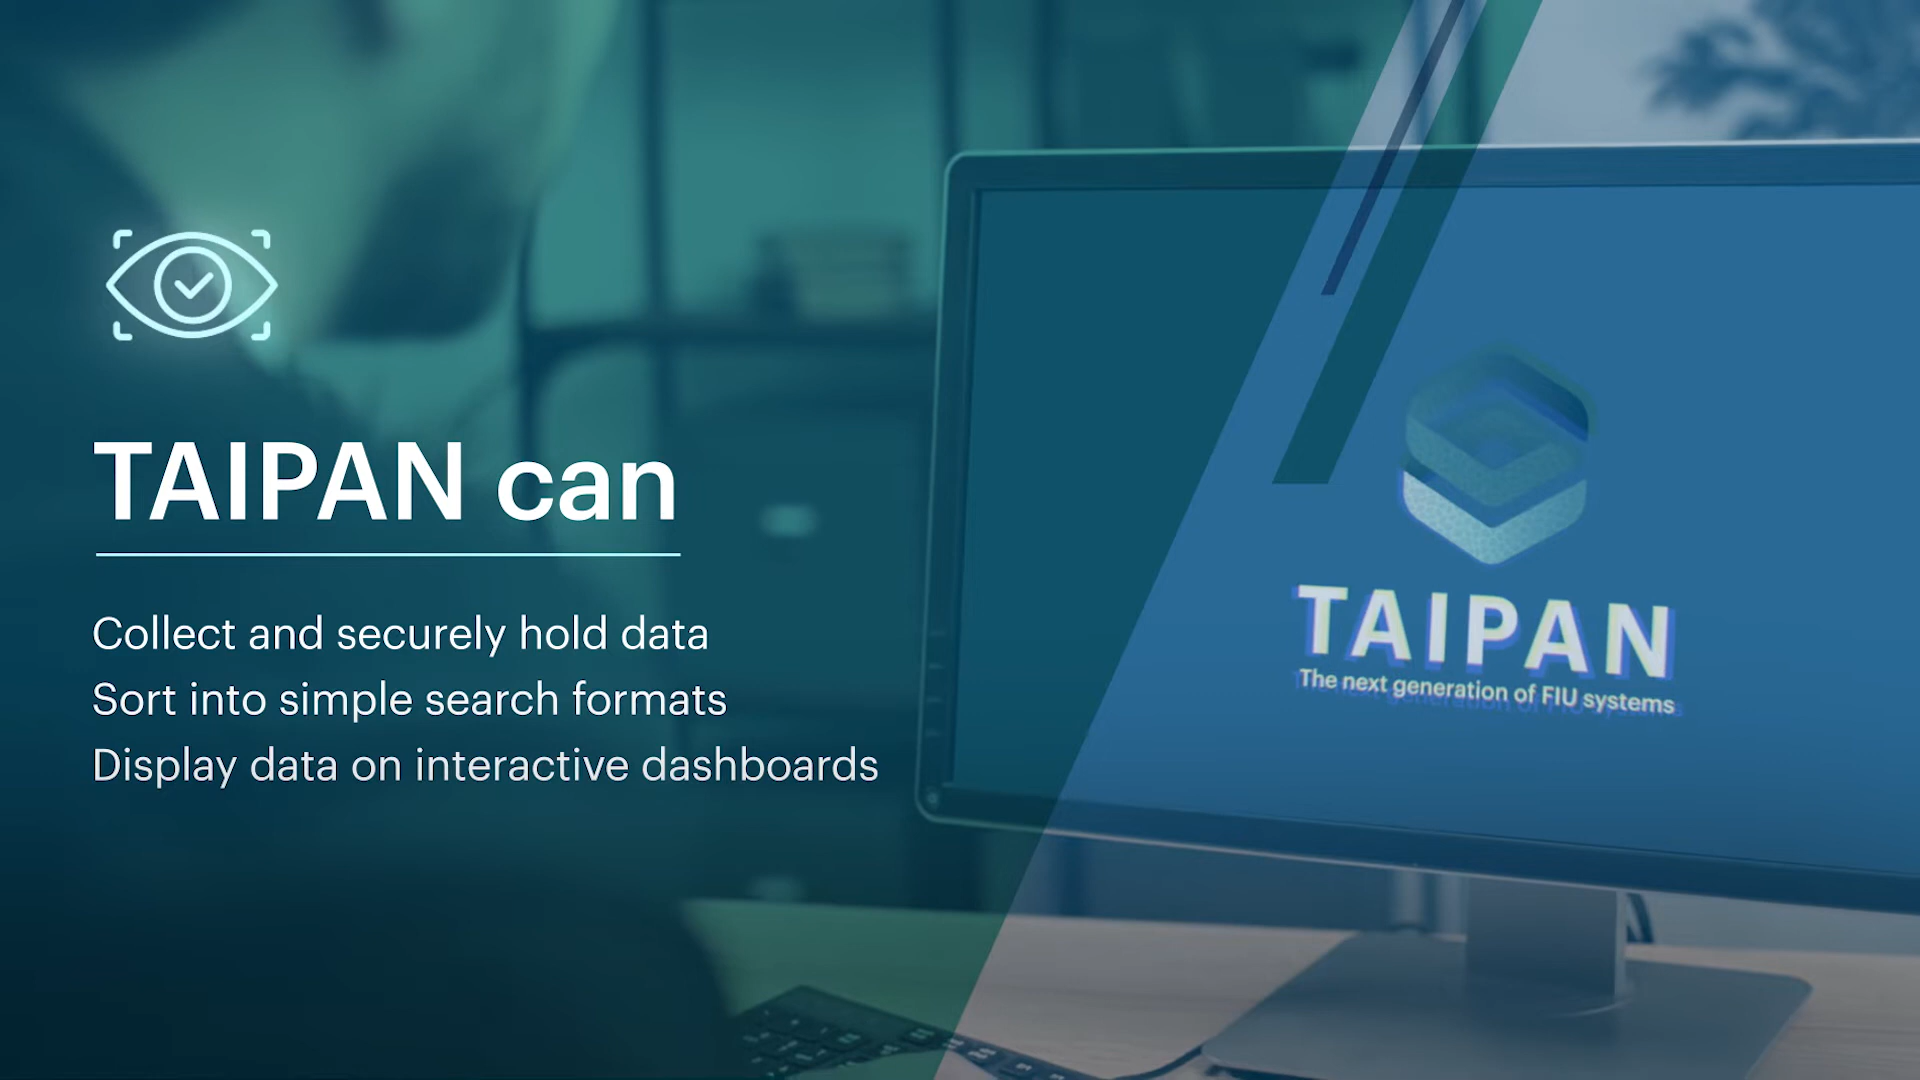 TAIPAN can
Collect and securely hold data
Sort into simple search formats
Display data on interactive dashboards
TAIPAN
The next generation of FIU systems